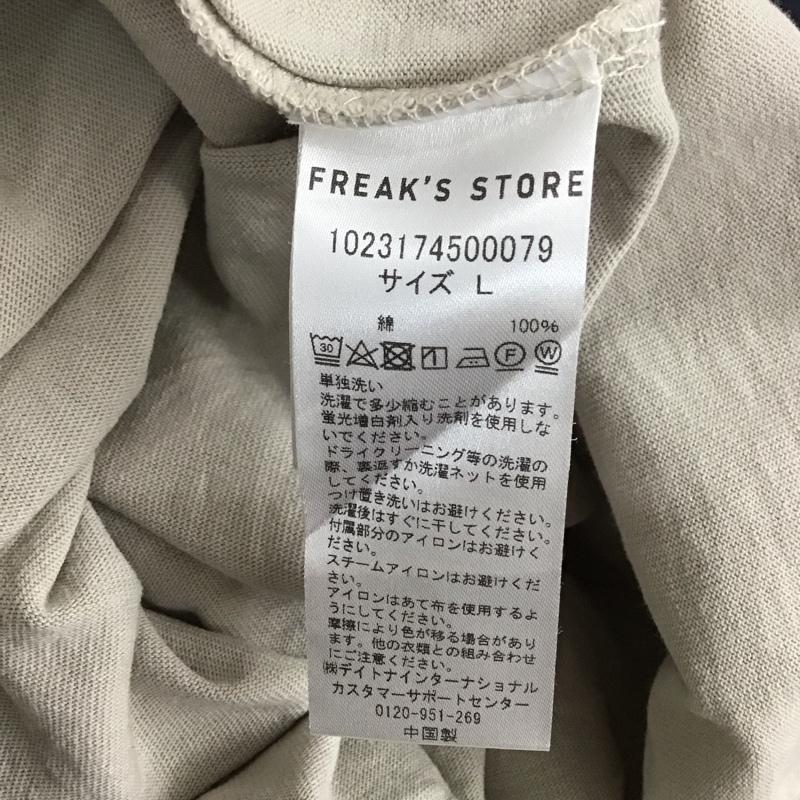 FREAK'S STORE
1023174500079
サイズ L
綿 100%
30 F W
単独洗い
洗濯で多少縮むことがあります。
蛍光増白剤入り洗剤を使用しな
いでください。
ドライクリーニング等の洗濯の
際、裏返すか洗濯ネットを使用
してください。
つけ置き洗いはお避けください。
洗濯後はすぐに干してください。
付属部分のアイロンはお避けく
ださい。
スチームアイロンはお避けくだ
さい。
アイロンはあて布を使用するよ
うにしてください。
摩擦により色が移る場合があり
ます。他の衣類との組み合わせ
にご注意ください。
㈱デイトナインターナショナル
カスタマーサポートセンター
0120-951-269
中国製